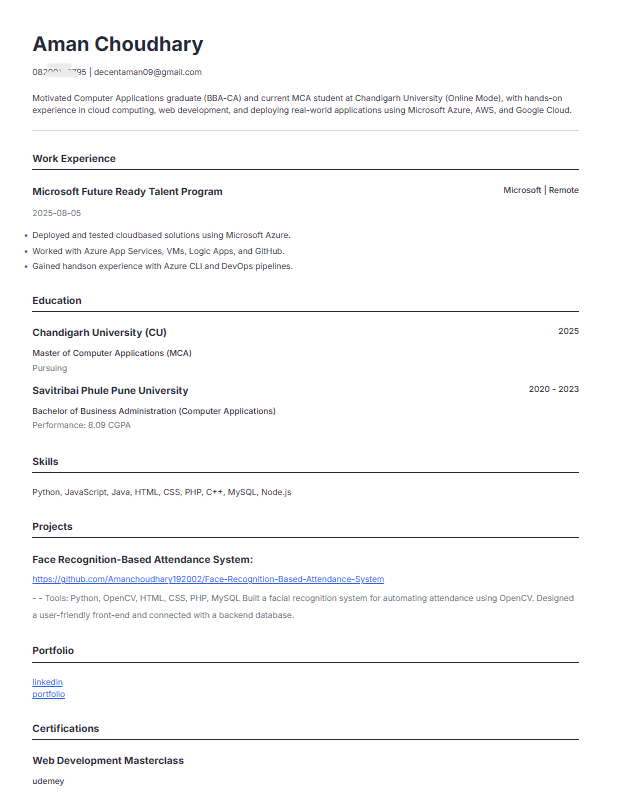 Aman Choudhary
| decentaman09@gmail.com
Motivated Computer Applications graduate (BBA-CA) and current MCA student at Chandigarh University (Online Mode), with hands-on
experience in cloud computing, web development, and deploying real-world applications using Microsoft Azure, AWS, and Google Cloud.
Work Experience
Microsoft Future Ready Talent Program
Microsoft | Remote
2025-08-05
• Deployed and tested cloudbased solutions using Microsoft Azure.
• Worked with Azure App Services, VMs, Logic Apps, and GitHub.
• Gained handson experience with Azure CLI and DevOps pipelines.
Education
Chandigarh University (CU)
2025
Master of Computer Applications (MCA)
Pursuing
Savitribai Phule Pune University
2020 - 2023
Bachelor of Business Administration (Computer Applications)
Performance: 8.09 CGPA
Skills
Python, JavaScript, Java, HTML, CSS, PHP, C++, MySQL, Node.js
Projects
Face Recognition-Based Attendance System:
https://github.com/Amanchoudhary192002/Face-Recognition-Based-Attendance-System
- - Tools: Python, OpenCV, HTML, CSS, PHP, MySQL Built a facial recognition system for automating attendance using OpenCV. Designed
a user-friendly front-end and connected with a backend database.
Portfolio
linkedin
portfolio
Certifications
Web Development Masterclass
udemey